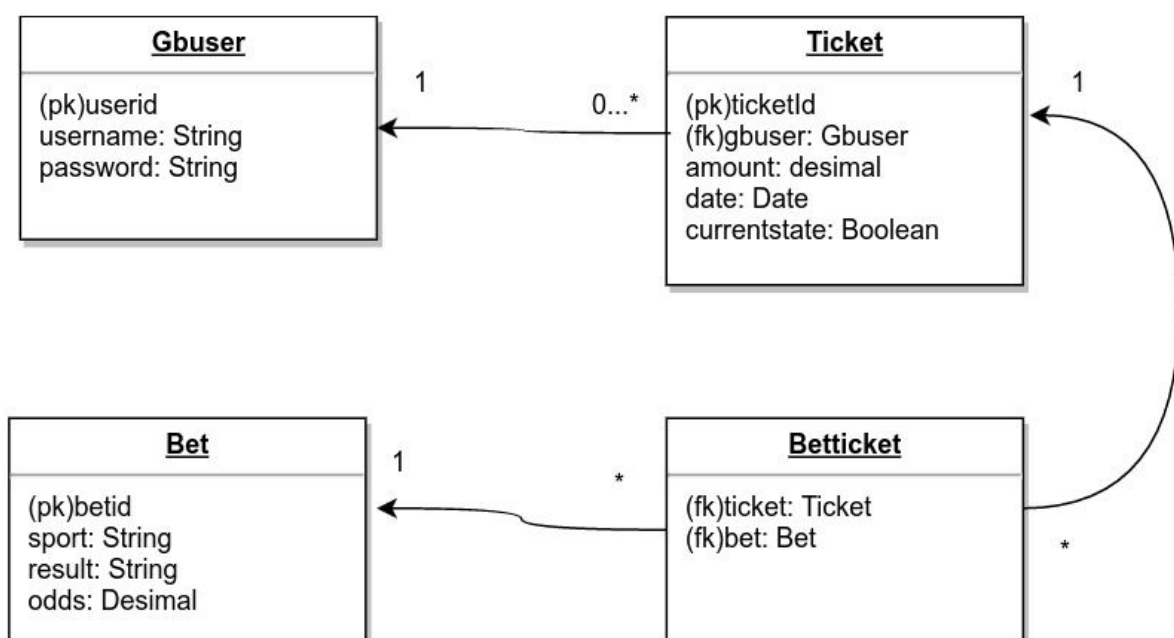 Gbuser
(pk)userid
username: String
password: String
1
0...*
Ticket
(pk)ticketId
(fk)gbuser: Gbuser
amount: desimal
date: Date
currentstate: Boolean
1
Bet
(pk)betid
sport: String
result: String
odds: Desimal
1
*
Betticket
(fk)ticket: Ticket
(fk)bet: Bet
*